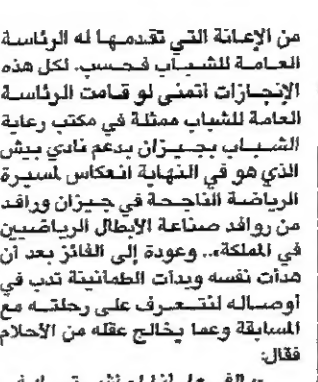 من الإعانة التي تقدمها له الرئاسة
العامة للشباب فحسب. لكل هذه
الإنجازات اتمنى لو قامت الرئاسة
العامة للشباب ممثلة في مكتب رعاية
الشباب بجيزان بدعم نادي بيش
الذي هو في النهاية انعكاس لمسيرة
الرياضة الناجحة في جيزان ورافد
من روافد صناعة الإبطال الرياضيين
في المملكة».. وعودة إلى الفائز بعد أن
هدأت نفسه وبدأت الطمانينة تدب في
أوصاله لنتعرف على رحلته مع
المسابقة وعما يخالج عقله من الأحلام
فقال: